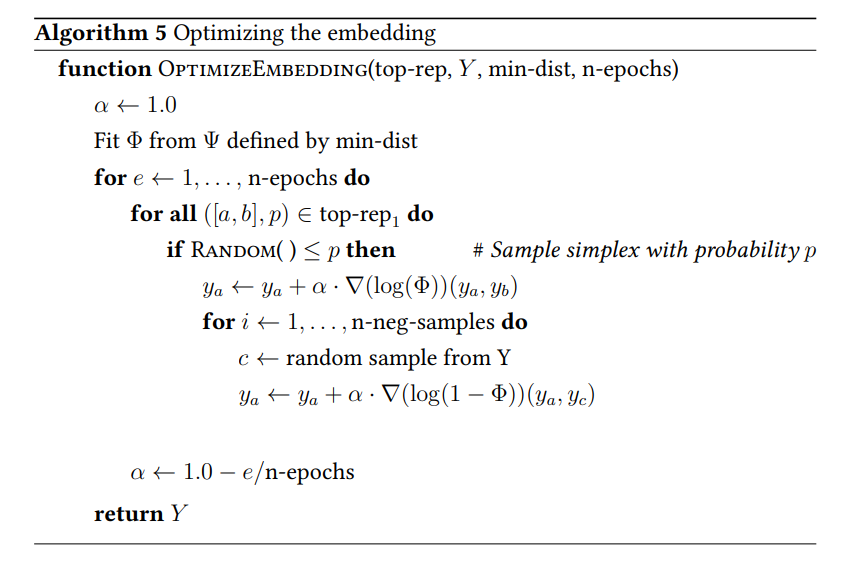 Algorithm 5 Optimizing the embedding
function OptimizeEmbedding(top-rep, Y, min-dist, n-epochs)
α ← 1.0
Fit Φ from Ψ defined by min-dist
for e ← 1, . . . , n-epochs do
for all ([a, b], p) ∈ top-rep₁ do
if Random( ) ≤ p then # Sample simplex with probability p
yₐ ← yₐ + α · ∇(log(Φ))(yₐ, y_b)
for i ← 1, . . . , n-neg-samples do
c ← random sample from Y
yₐ ← yₐ + α · ∇(log(1 − Φ))(yₐ, y_c)
α ← 1.0 − e/n-epochs
return Y